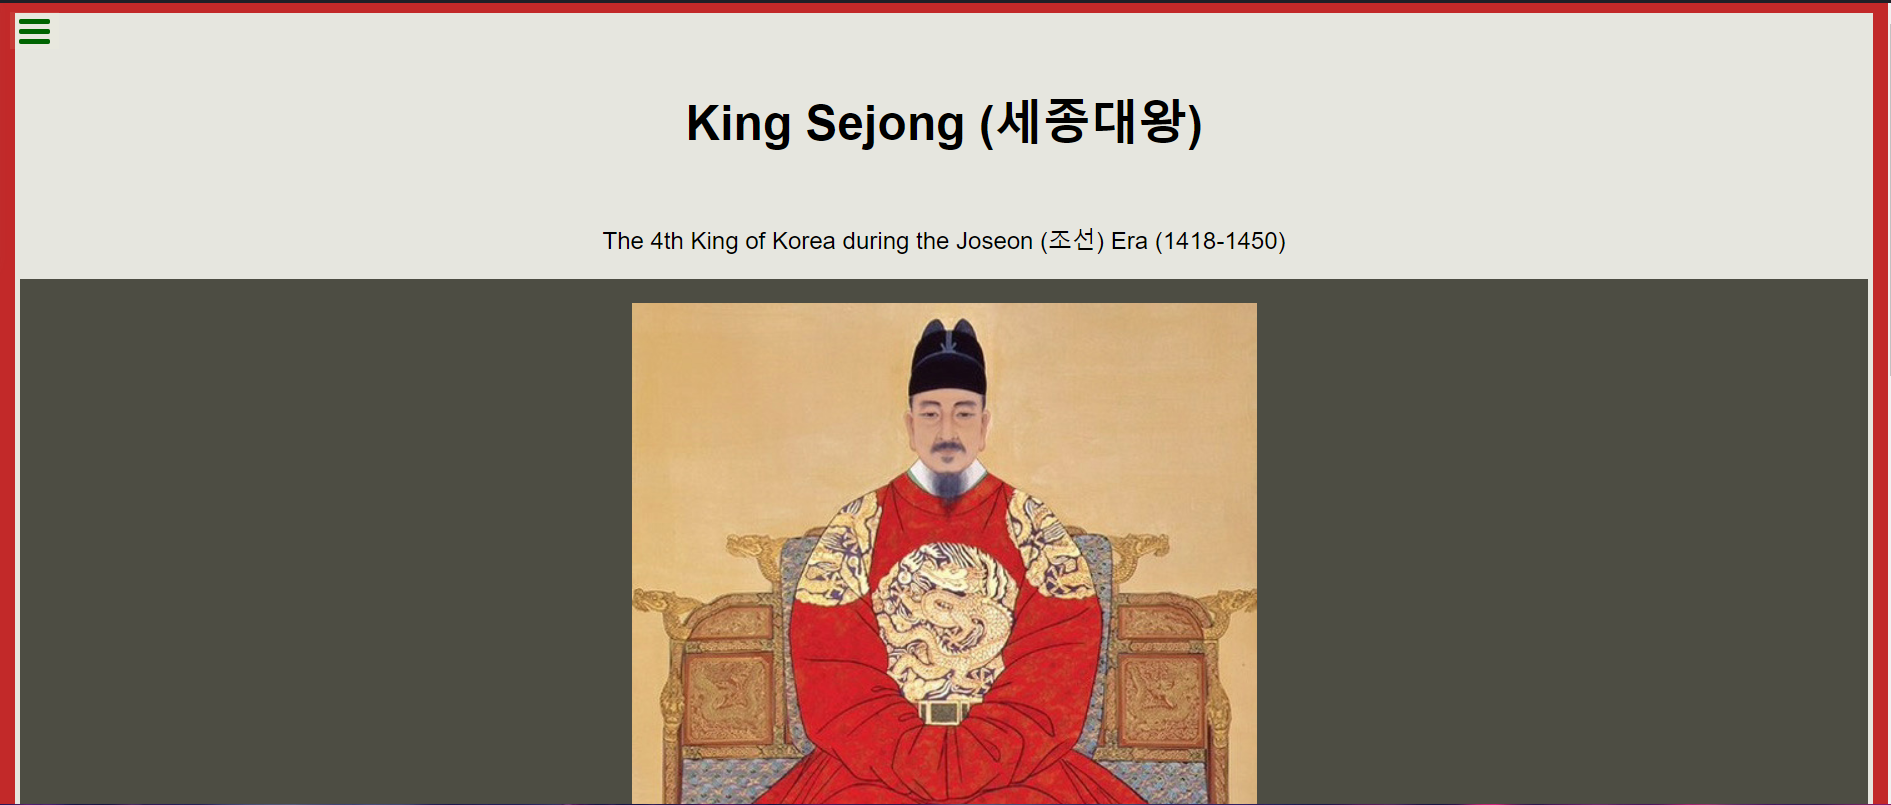 King Sejong (세종대왕)
The 4th King of Korea during the Joseon (조선) Era (1418-1450)